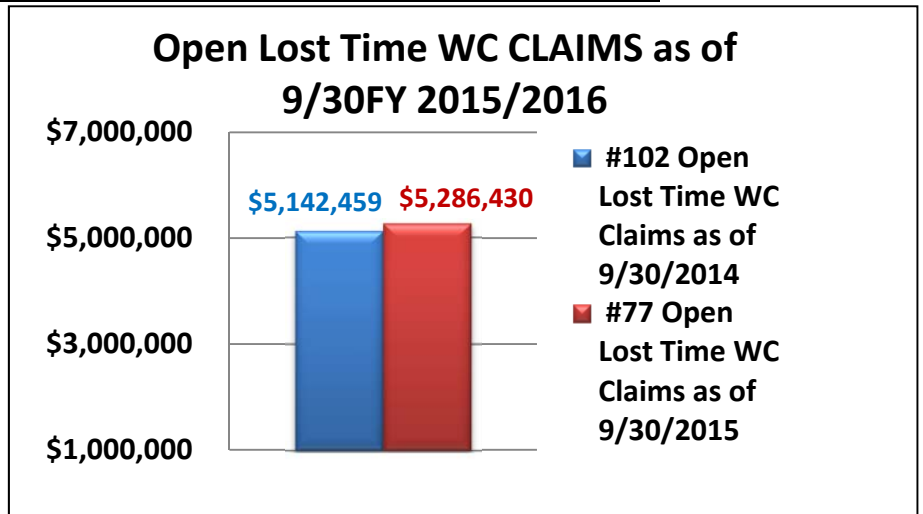 Open Lost Time WC CLAIMS as of
9/30FY 2015/2016
$7,000,000
$5,000,000
$3,000,000
$1,000,000
$5,142,459
$5,286,430
#102 Open
Lost Time WC
Claims as of
9/30/2014
#77 Open
Lost Time WC
Claims as of
9/30/2015